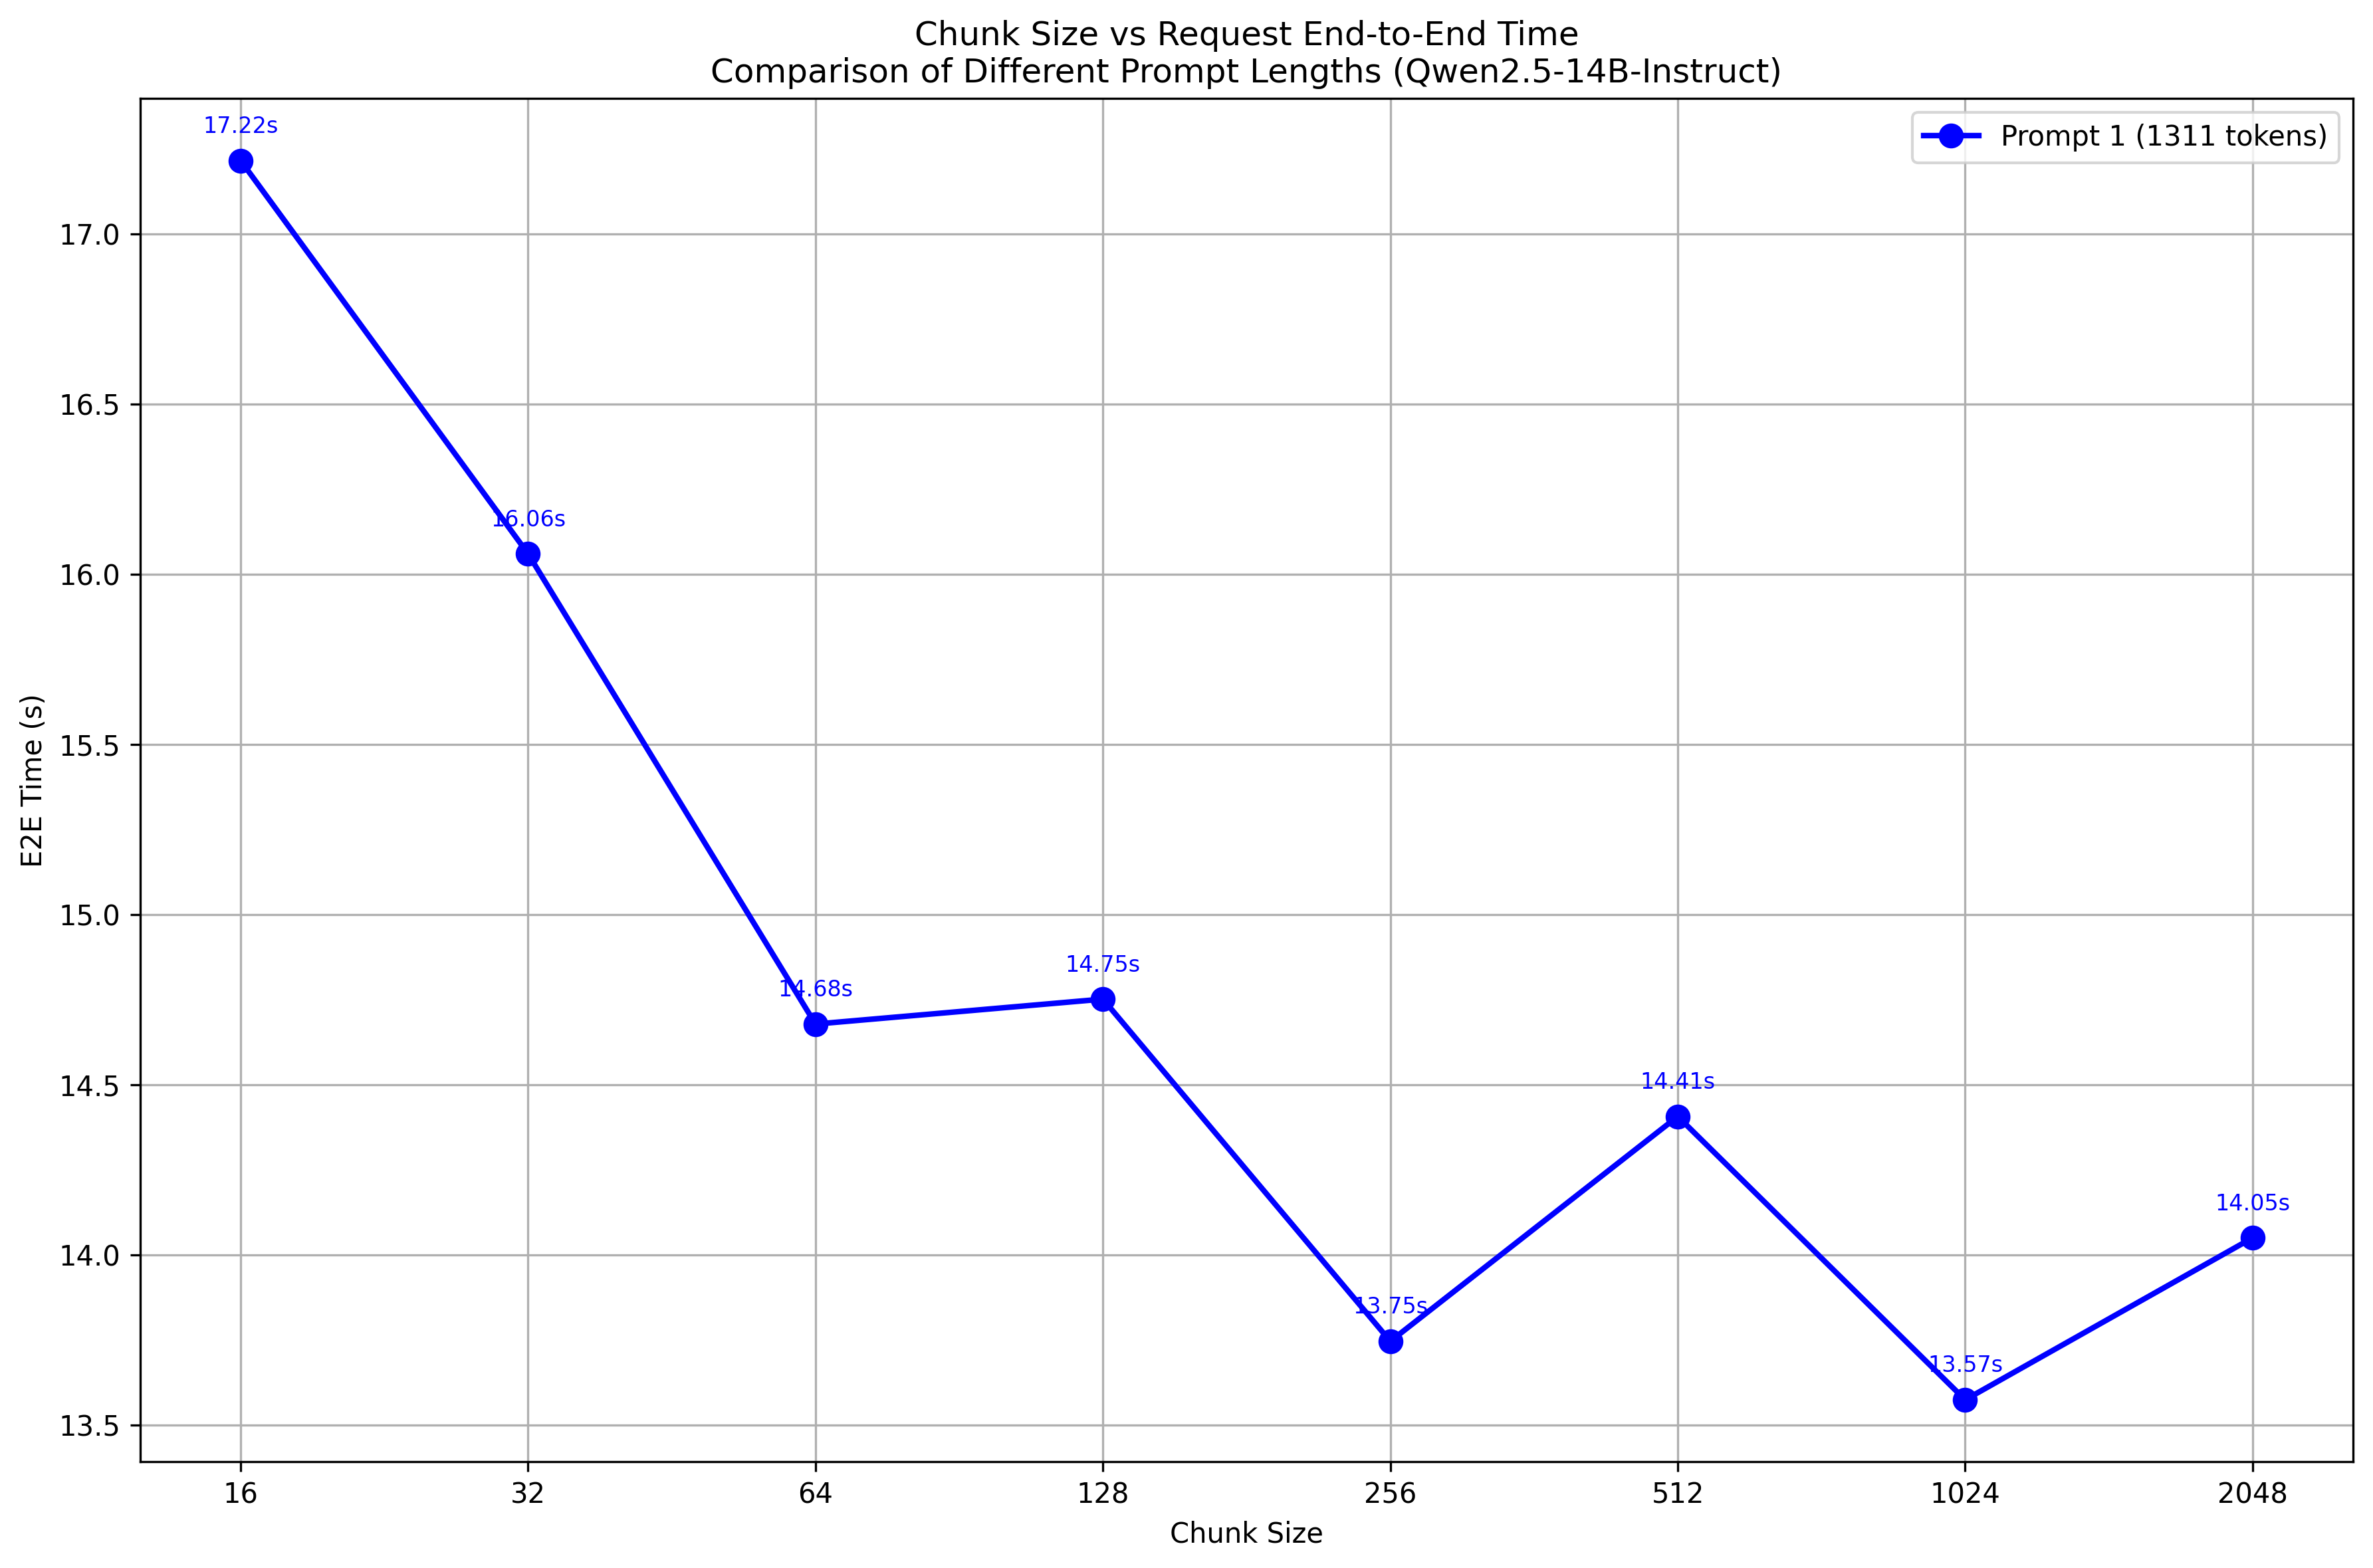 Chunk Size vs Request End-to-End Time
Comparison of Different Prompt Lengths (Qwen2.5-14B-Instruct)
Prompt 1 (1311 tokens)
17.22s
16.06s
14.68s
14.75s
13.75s
14.41s
13.57s
14.05s
E2E Time (s)
17.0
16.5
16.0
15.5
15.0
14.5
14.0
13.5
16 32 64 128 256 512 1024 2048
Chunk Size